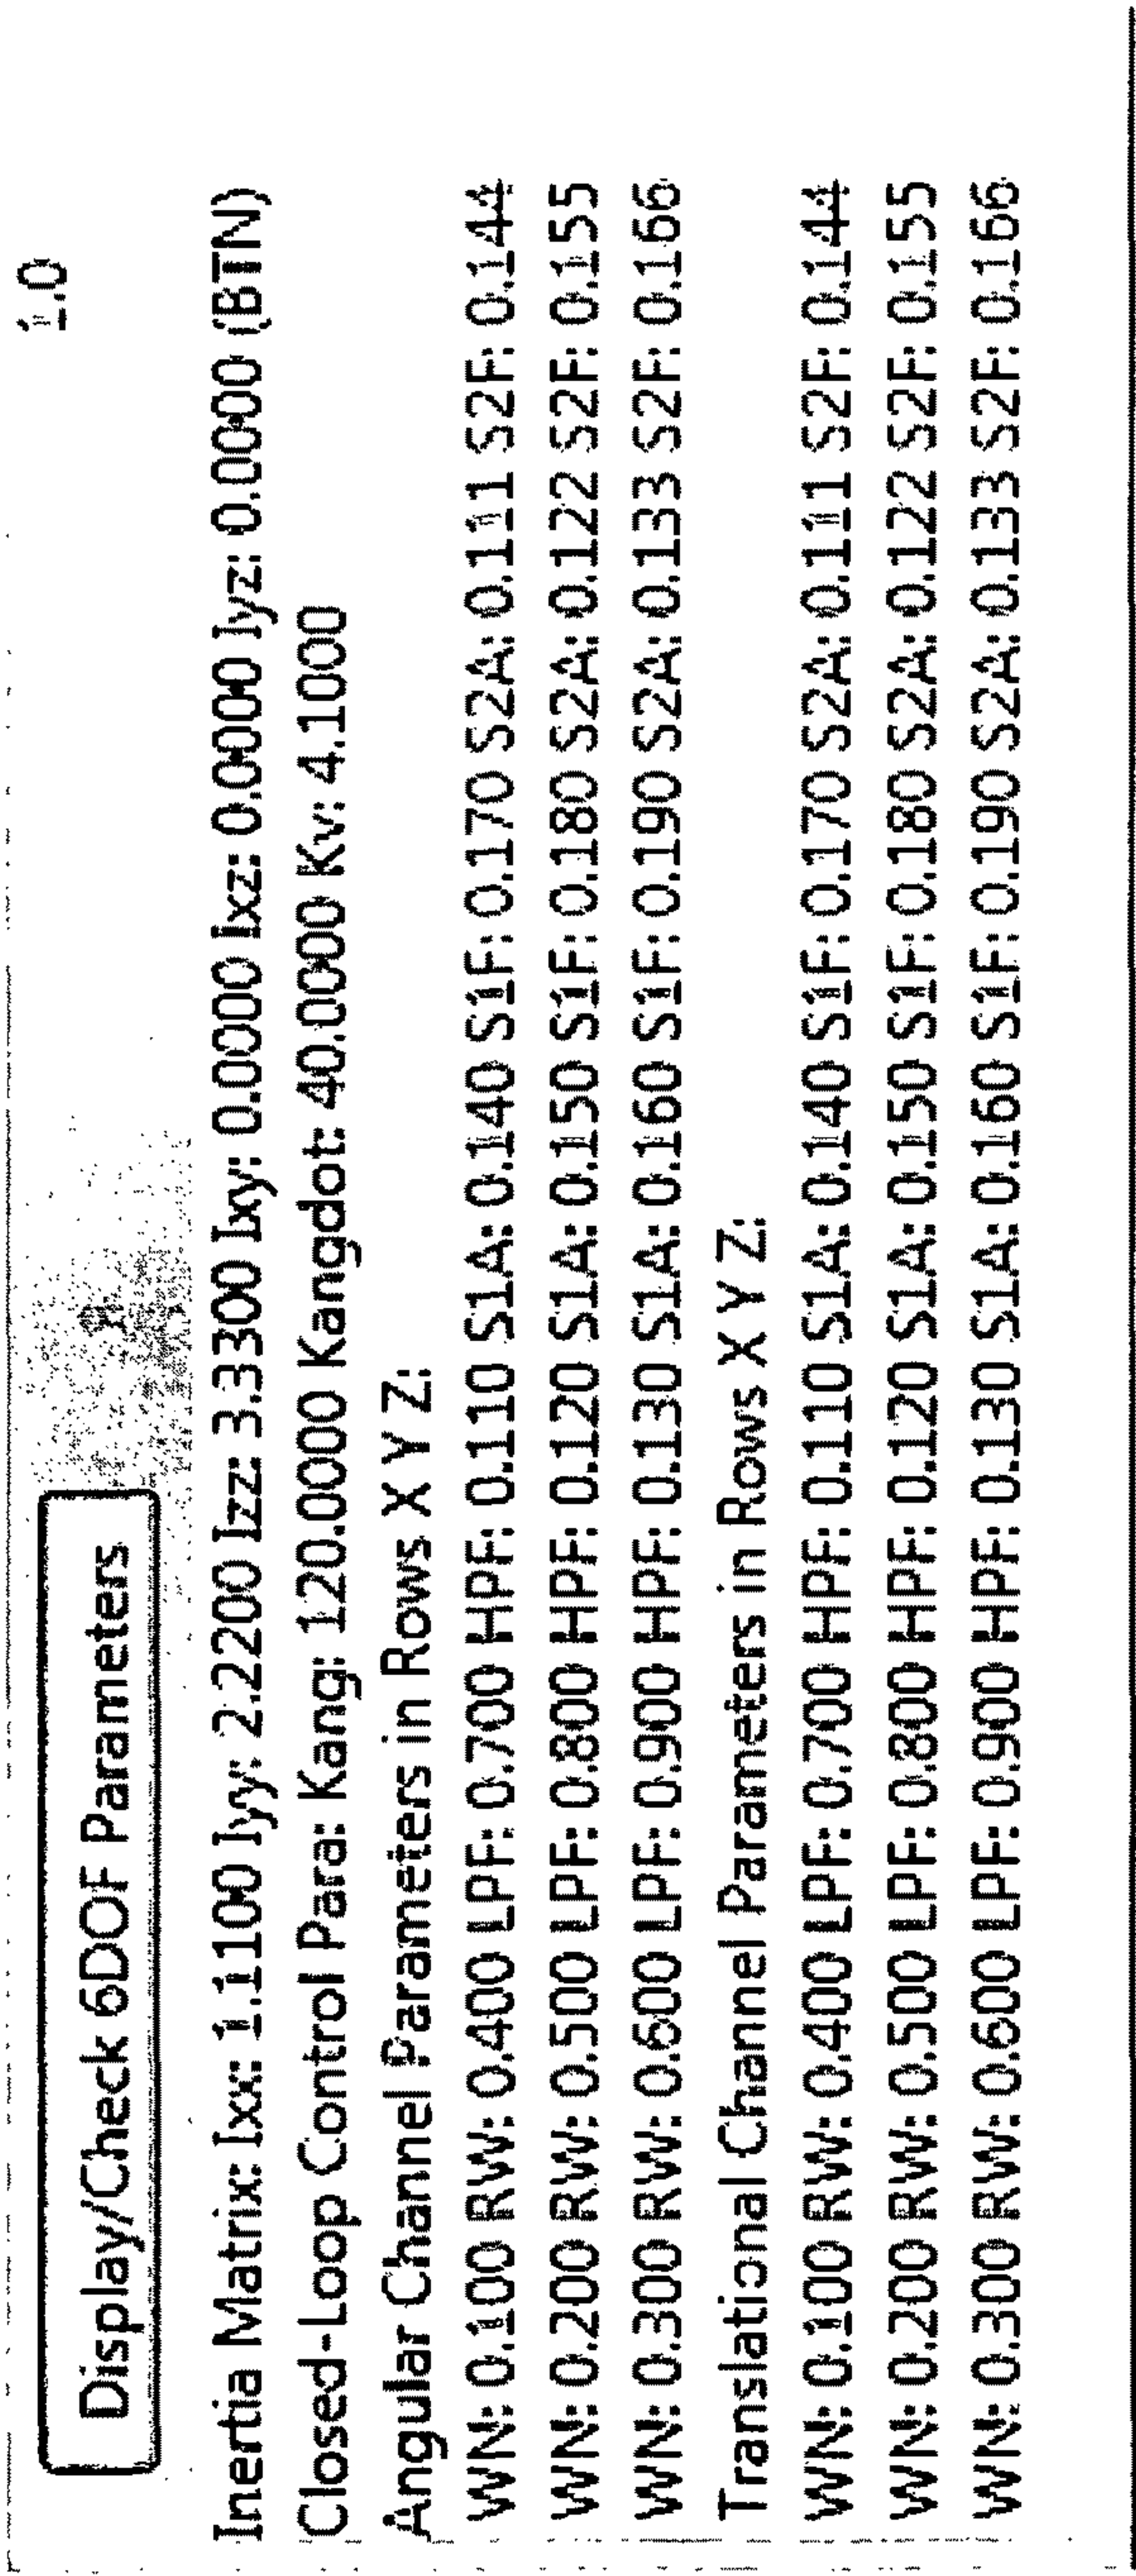 Display/Check 6DOF Parameters
1.0
Inertia Matrix: Ixx: 1.1100 Iyy: 2.2200 Izz: 3.3300 Ixy: 0.0000 Ixz: 0.0000 Iyz: 0.0000 (BTN)
Closed-Loop Control Para: Kang: 120.0000 Kangdot: 40.0000 Kv: 4.1000
Angular Channel Parameters in Rows X Y Z:
WN: 0.100 RW: 0.400 LPF: 0.700 HPF: 0.110 S1A: 0.140 S1F: 0.170 S2A: 0.111 S2F: 0.144
WN: 0.200 RW: 0.500 LPF: 0.800 HPF: 0.120 S1A: 0.150 S1F: 0.180 S2A: 0.122 S2F: 0.155
WN: 0.300 RW: 0.600 LPF: 0.900 HPF: 0.130 S1A: 0.160 S1F: 0.190 S2A: 0.133 S2F: 0.166
Translational Channel Parameters in Rows X Y Z:
WN: 0.100 RW: 0.400 LPF: 0.700 HPF: 0.110 S1A: 0.140 S1F: 0.170 S2A: 0.111 S2F: 0.144
WN: 0.200 RW: 0.500 LPF: 0.800 HPF: 0.120 S1A: 0.150 S1F: 0.180 S2A: 0.122 S2F: 0.155
WN: 0.300 RW: 0.600 LPF: 0.900 HPF: 0.130 S1A: 0.160 S1F: 0.190 S2A: 0.133 S2F: 0.166